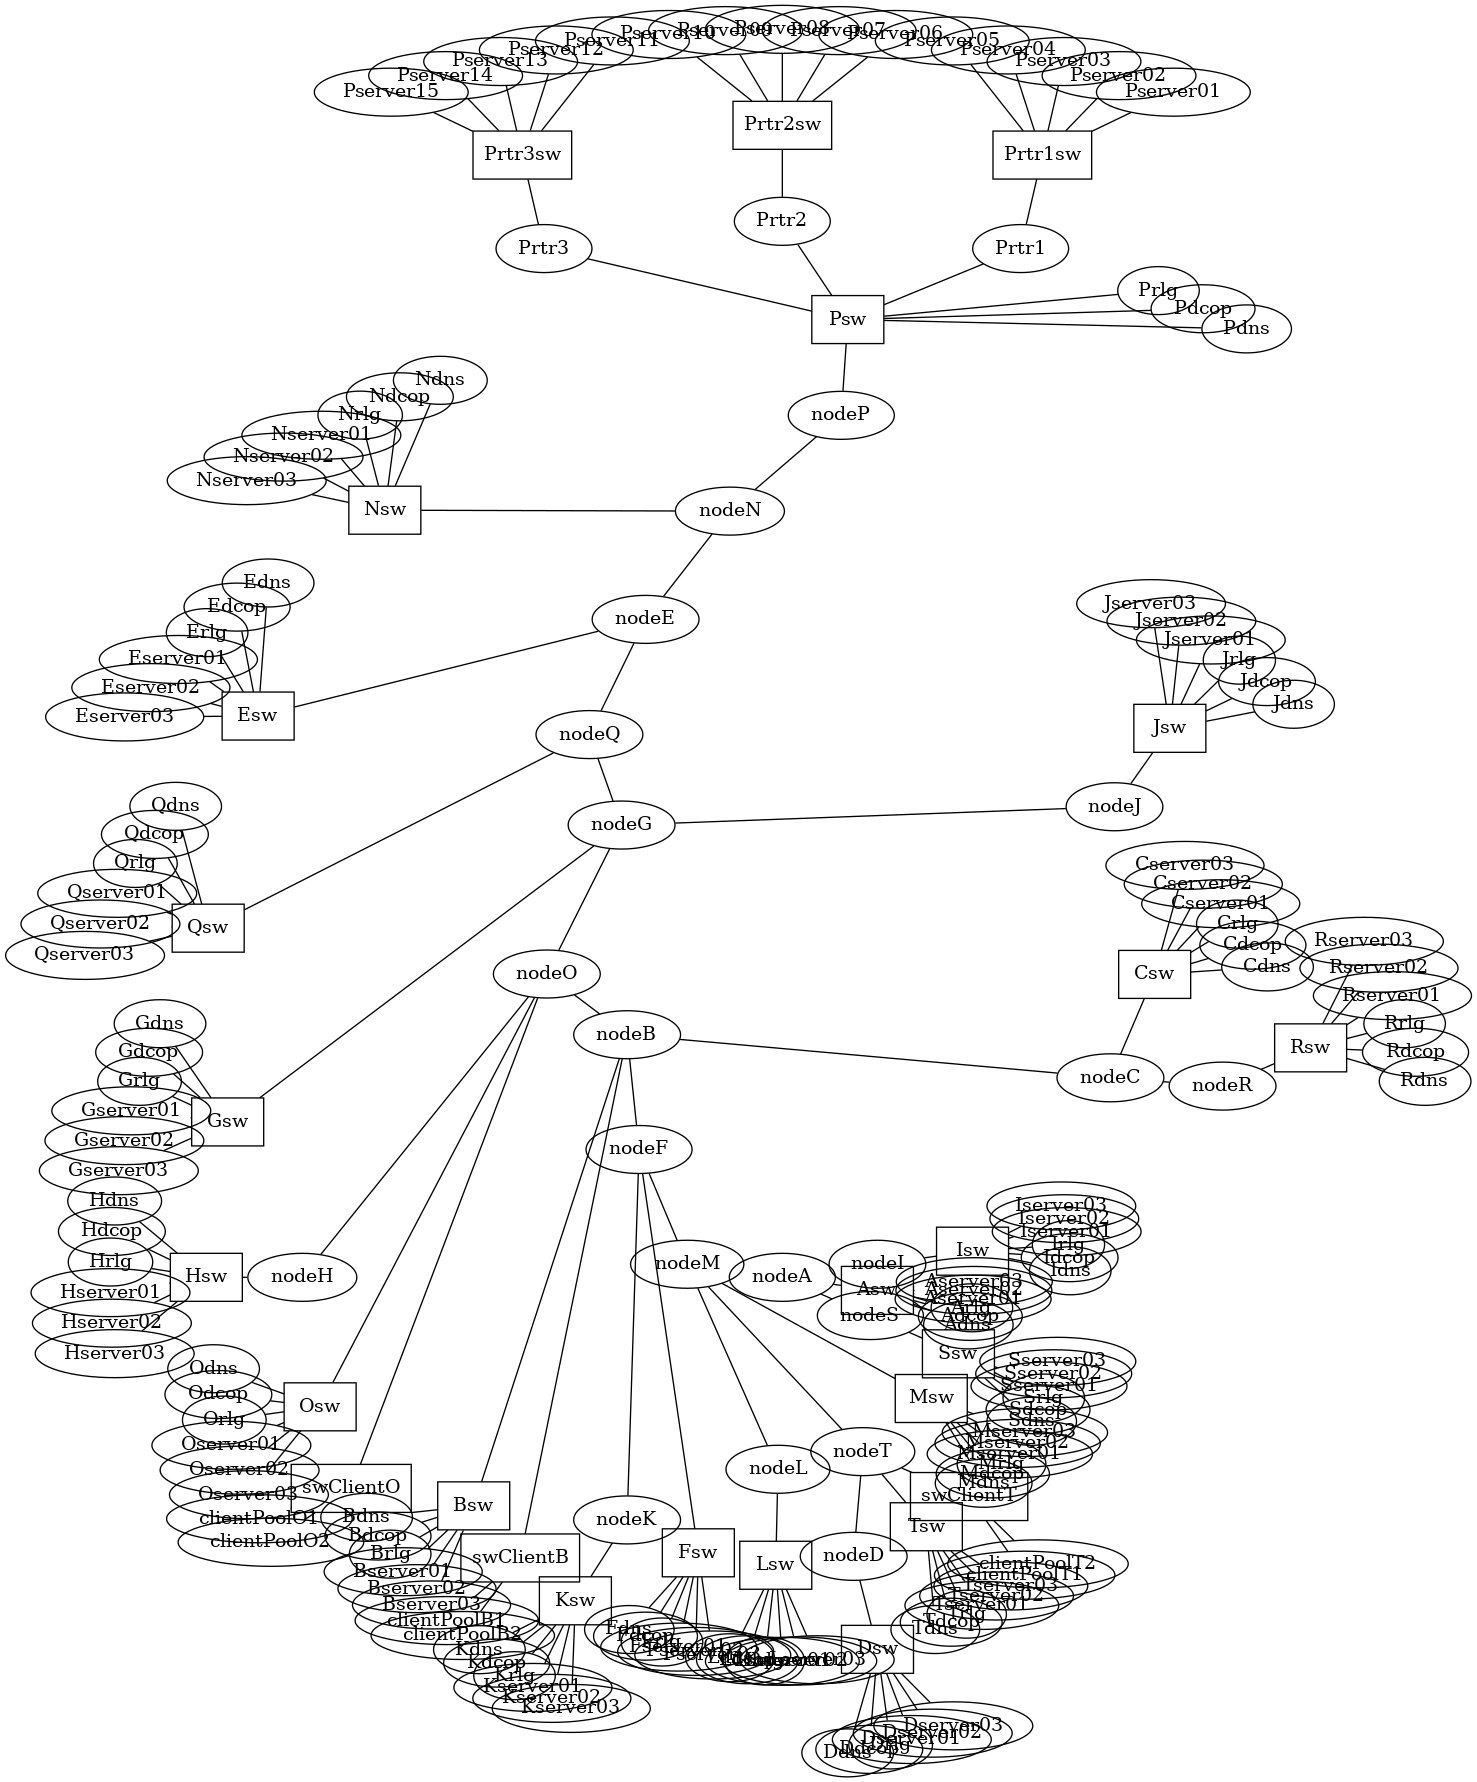 Pserver08
Pserver09
Pserver07
Pserver10
Pserver06
Pserver11
Pserver05
Pserver12
Pserver04
Pserver13
Pserver03
Pserver14
Pserver02
Pserver15
Pserver01
Prtr2sw
Prtr3sw
Prtr1sw
Prtr2
Prtr3
Prtr1
Prlg
Pdcop
Psw
Pdns
Ndns
Ndcop
Nrlg
nodeP
Nserver01
Nserver02
Nserver03
Nsw
nodeN
Edns
Edcop
nodeE
Jserver03
Jserver02
Erlg
Jserver01
Eserver01
Jrlg
Eserver02
Jdcop
Jdns
Eserver03
Esw
Jsw
nodeQ
Qdns
nodeJ
nodeG
Qdcop
Qrlg
Cserver03
Cserver02
Qserver01
Cserver01
Qserver02
Crlg
Qsw
Rserver03
Cdcop
Qserver03
Cdns
Rserver02
nodeO
Csw
Rserver01
Gdns
Rrlg
nodeB
Rsw
Gdcop
Rdcop
Grlg
nodeC
nodeR
Rdns
Gserver01
Gsw
Gserver02
nodeF
Gserver03
Hdns
Iserver03
Iserver02
Hdcop
Iserver01
Irlg
Isw
Idcop
Hrlg
nodeM
nodeI
Idns
Hsw
nodeH
nodeA
Aserver03
Asw
Aserver02
Hserver01
Aserver01
Arlg
Adcop
nodeS
Hserver02
Adns
Hserver03
Ssw
Sserver03
Odns
Sserver02
Sserver01
Odcop
Msw
Srlg
Osw
Sdcop
Orlg
Sdns
Mserver03
Oserver01
Mserver02
nodeT
Mserver01
Mrlg
Oserver02
nodeL
Mdcop
Mdns
swClientO
Oserver03
swClientT
Bsw
clientPoolO1
Bdns
nodeK
Tsw
Bdcop
clientPoolO2
Brlg
Fsw
nodeD
swClientB
Lsw
clientPoolT2
Bserver01
clientPoolT1
Tserver03
Bserver02
Tserver02
Ksw
Bserver03
Tserver01
Trlg
clientPoolB1
Tdcop
Tdns
Fdns
clientPoolB2
Fdcop
Kdns
Dsw
Kdcop
Krlg
Kserver01
Kserver02
Kserver03
Dserver03
Dserver02
Dserver01
Drlg
Ddcop
Ddns